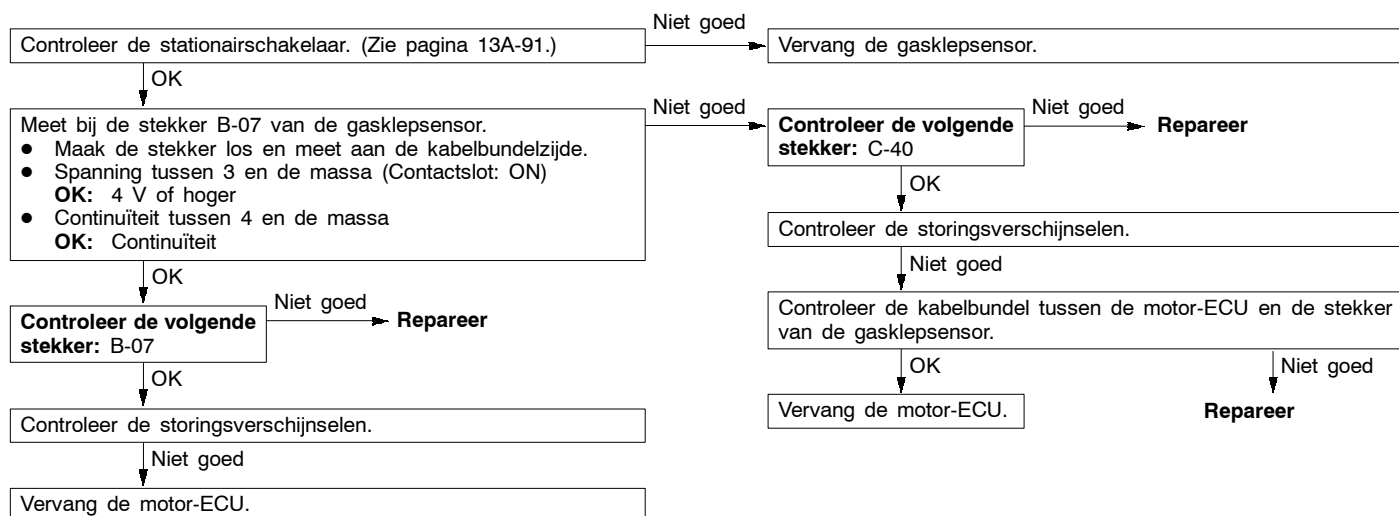 Controleer de stationairschakelaar. (Zie pagina 13A-91.)
Niet goed
Vervang de gasklepsensor.
OK
Meet bij de stekker B-07 van de gasklepsensor.
● Maak de stekker los en meet aan de kabelbundelzijde.
● Spanning tussen 3 en de massa (Contactslot: ON)
OK: 4 V of hoger
● Continuïteit tussen 4 en de massa
OK: Continuïteit
Niet goed
Controleer de volgende
stekker: C-40
Niet goed
Repareer
OK
Controleer de storingsverschijnselen.
Niet goed
Controleer de kabelbundel tussen de motor-ECU en de stekker
van de gasklepsensor.
OK
Niet goed
Vervang de motor-ECU.
Repareer
OK
Controleer de volgende
stekker: B-07
Niet goed
Repareer
OK
Controleer de storingsverschijnselen.
Niet goed
Vervang de motor-ECU.